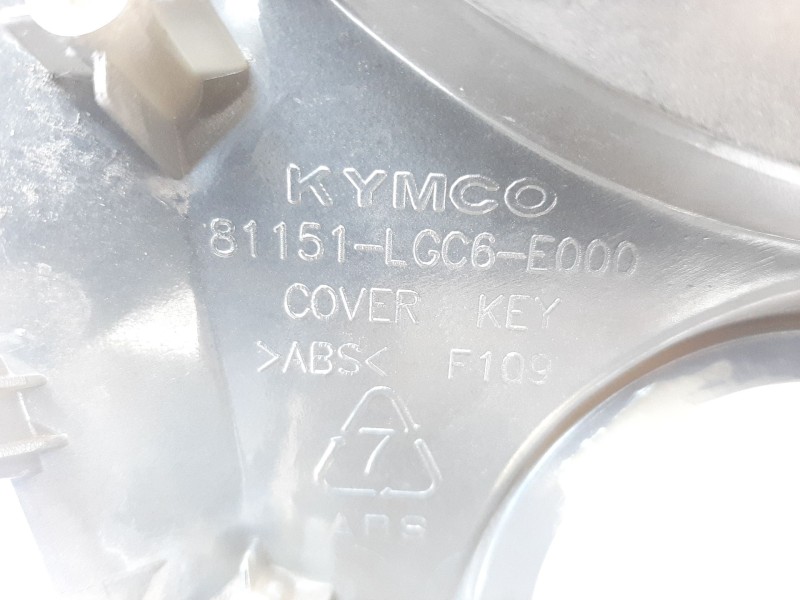 KYMCO
81151-LGC6-E000
COVER KEY
>ABS< F109
7
ABS